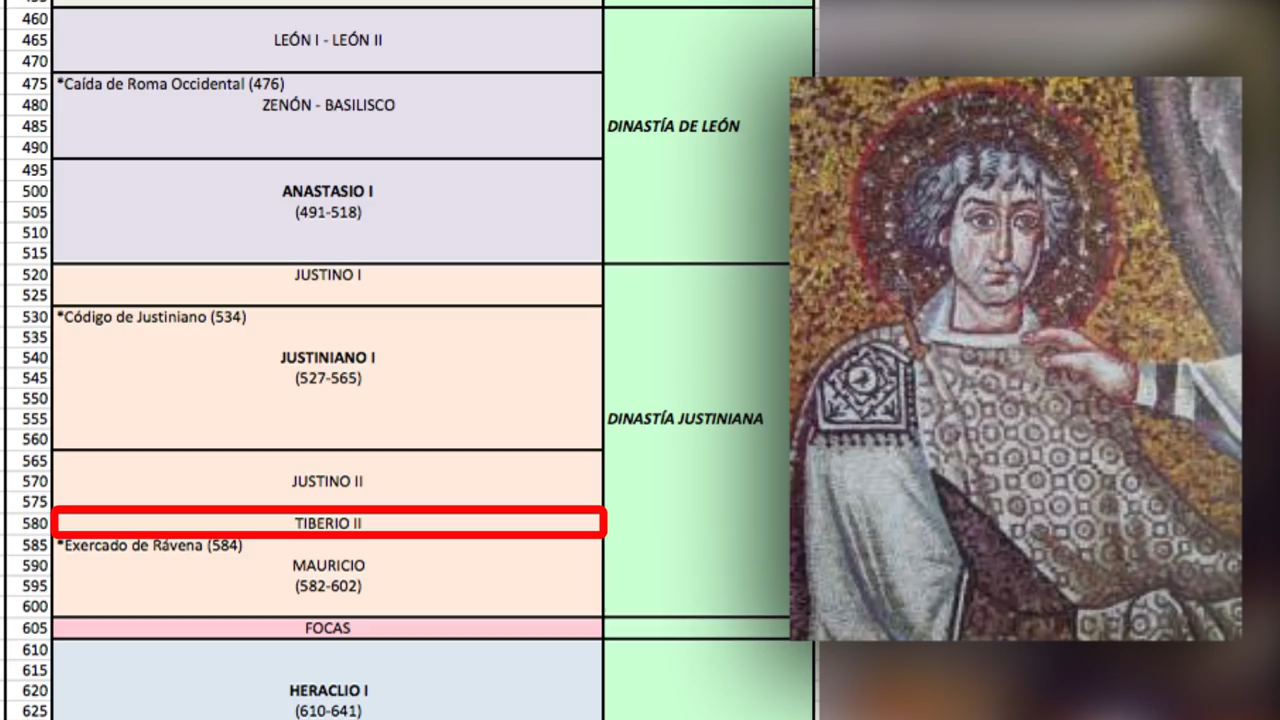 460
465
LEÓN I - LEÓN II
470
475
*Caída de Roma Occidental (476)
480
ZENÓN - BASILISCO
485
DINASTÍA DE LEÓN
490
495
500
ANASTASIO I
505
(491-518)
510
515
520
JUSTINO I
525
530
*Código de Justiniano (534)
535
540
JUSTINIANO I
545
(527-565)
550
555
DINASTÍA JUSTINIANA
560
565
570
JUSTINO II
575
580
TIBERIO II
585
*Exercado de Rávena (584)
590
MAURICIO
595
(582-602)
600
605
FOCAS
610
615
620
HERACLIO I
625
(610-641)